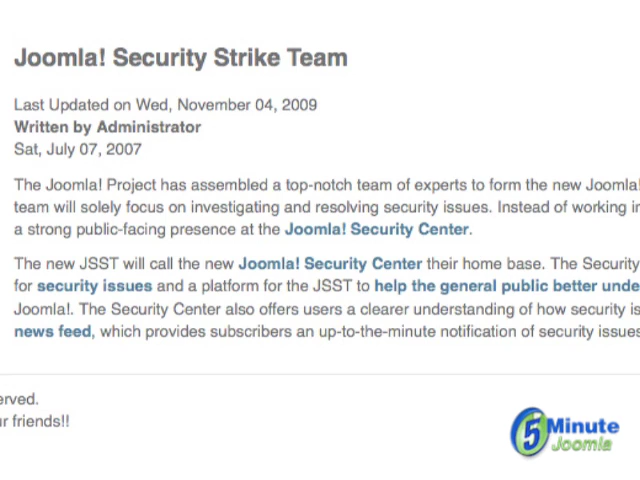 Joomla! Security Strike Team
Last Updated on Wed, November 04, 2009
Written by Administrator
Sat, July 07, 2007
The Joomla! Project has assembled a top-notch team of experts to form the new Joomla!
team will solely focus on investigating and resolving security issues. Instead of working in
a strong public-facing presence at the Joomla! Security Center.
The new JSST will call the new Joomla! Security Center their home base. The Security
for security issues and a platform for the JSST to help the general public better unde
Joomla!. The Security Center also offers users a clearer understanding of how security is
news feed, which provides subscribers an up-to-the-minute notification of security issues
erved.
ur friends!!
5 Minute
Joomla